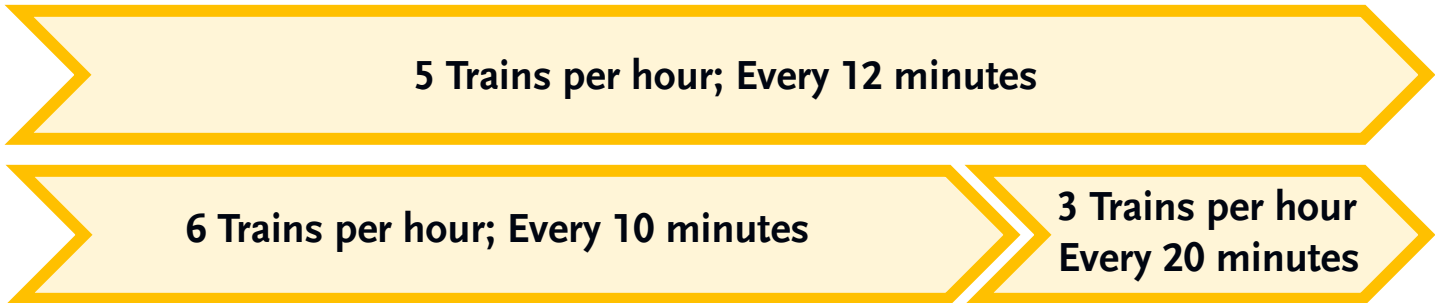 5 Trains per hour; Every 12 minutes
6 Trains per hour; Every 10 minutes
3 Trains per hour
Every 20 minutes